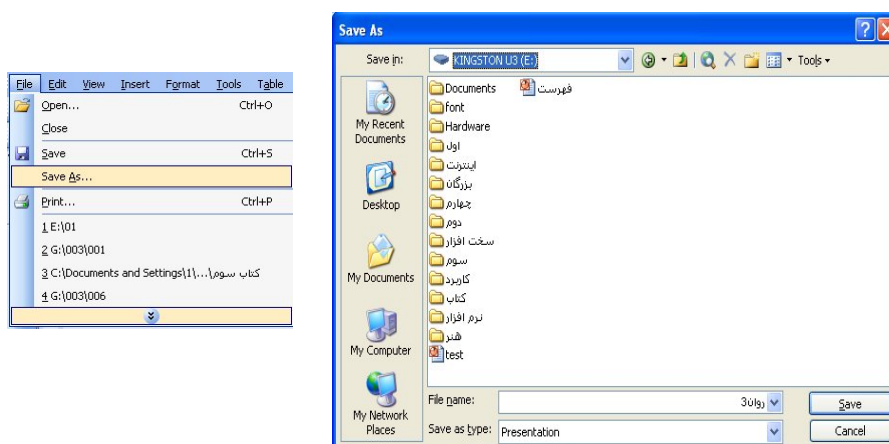 File Edit View Insert Format Tools Table
Open... Ctrl+O
Close
Save Ctrl+S
Save As...
Print... Ctrl+P
1 E:\01
2 G:\003\001
3 C:\Documents and Settings\1\...\کتاب سوم
4 G:\003\006
Save As
Save in: KINGSTON U3 (E:) Tools
My Recent Documents
Desktop
My Documents
My Computer
My Network Places
Documents
font
Hardware
اول
اینترنت
بزرگان
چهارم
دوم
سخت افزار
سوم
کاربرد
کتاب
نرم افزار
هنر
test
فهرست
File name: روان3 Save
Save as type: Presentation Cancel